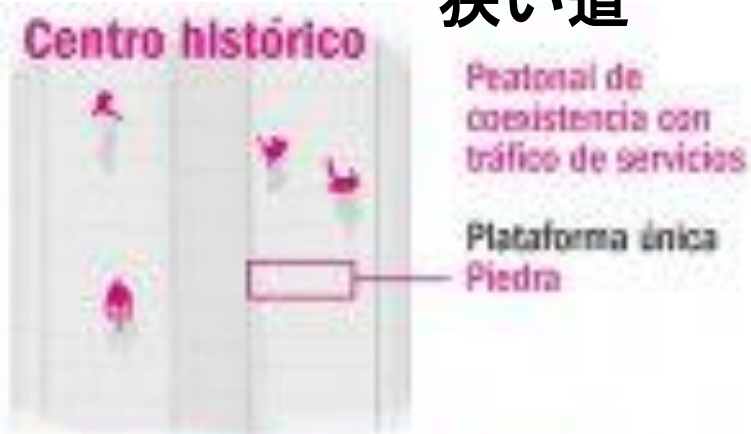 狭い道
Centro histórico
Peatonal de
coexistencia con
tráfico de servicios
Plataforma única
Piedra